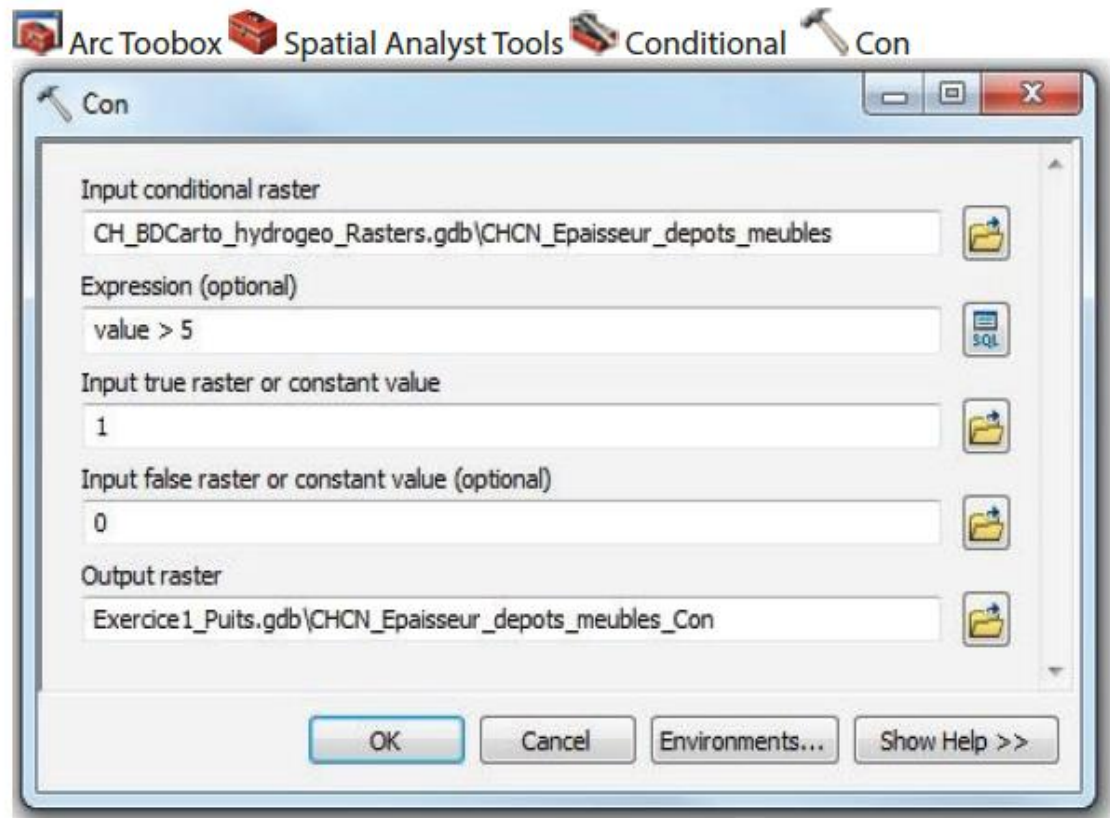 Arc Toobox Spatial Analyst Tools Conditional Con
Con
Input conditional raster
CH_BDCarto_hydrogeo_Rasters.gdb\CHCN_Epaisseur_depots_meubles
Expression (optional)
value > 5
SQL
Input true raster or constant value
1
Input false raster or constant value (optional)
0
Output raster
Exercice1_Puits.gdb\CHCN_Epaisseur_depots_meubles_Con
OK Cancel Environments... Show Help >>